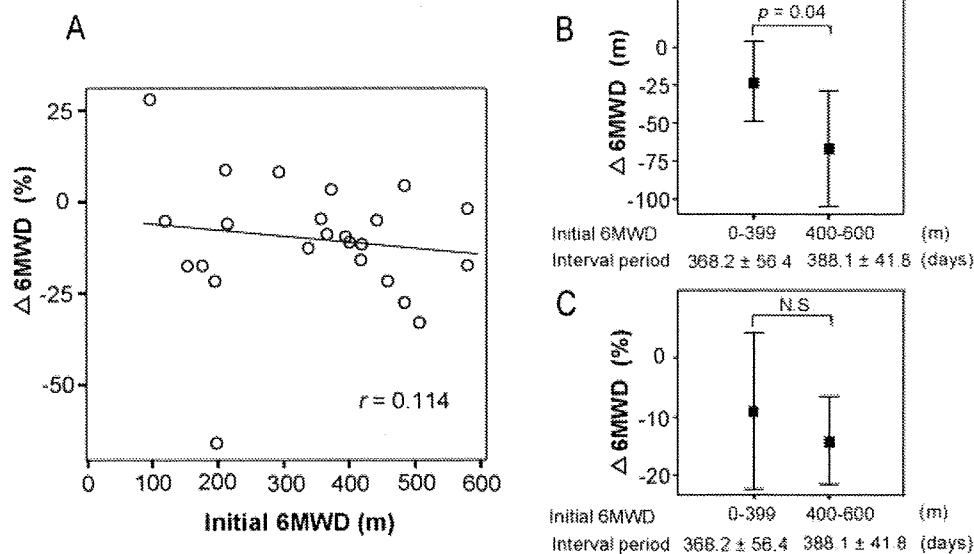 A
Δ 6MWD (%)
25
0
-25
-50
r = 0.114
0 100 200 300 400 500 600
Initial 6MWD (m)
B
Δ 6MWD (m)
p = 0.04
0
-25
-50
-75
-100
Initial 6MWD 0-399 400-600 (m)
Interval period 368.2 ± 56.4 388.1 ± 41.8 (days)
C
Δ 6MWD (%)
N.S
0
-10
-20
Initial 6MWD 0-399 400-600 (m)
Interval period 368.2 ± 56.4 388.1 ± 41.8 (days)